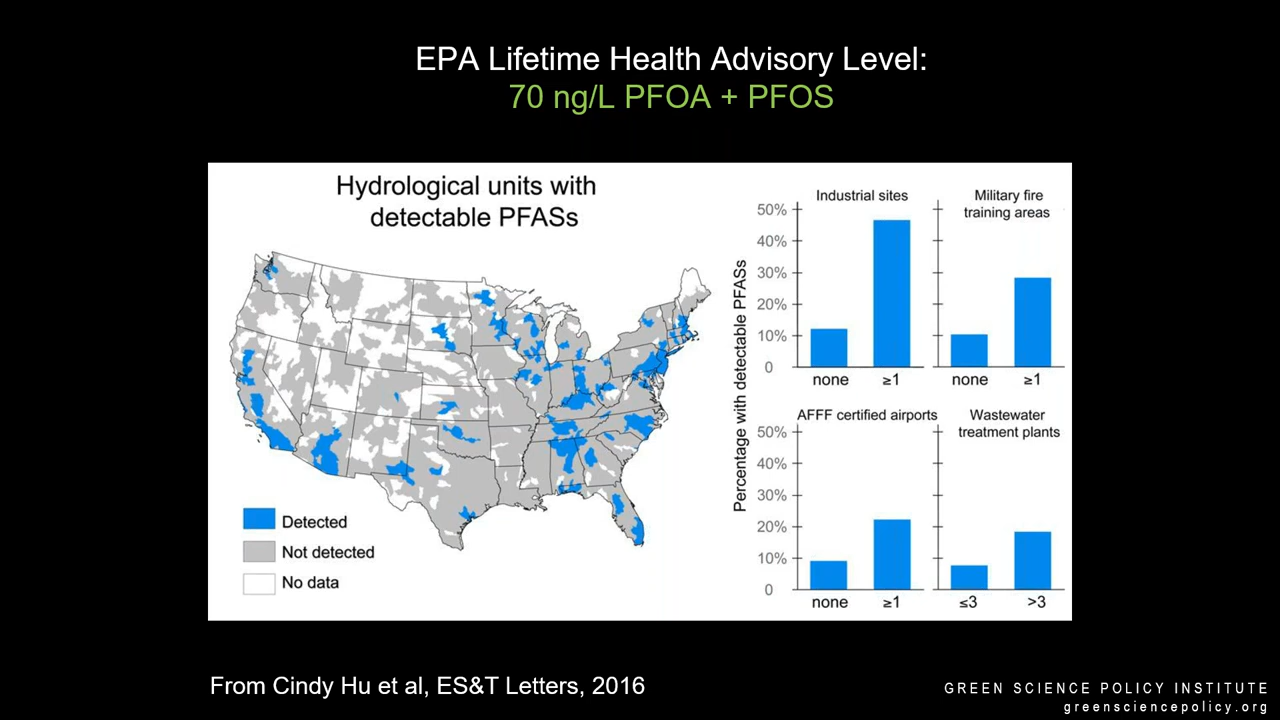 EPA Lifetime Health Advisory Level:
70 ng/L PFOA + PFOS
Hydrological units with
detectable PFASs
Detected
Not detected
No data
Percentage with detectable PFASs
Industrial sites
50%
40%
30%
20%
10%
0
none
≥1
Military fire
training areas
none
≥1
AFFF certified airports
50%
40%
30%
20%
10%
0
none
≥1
Wastewater
treatment plants
≤3
>3
From Cindy Hu et al, ES&T Letters, 2016
GREEN SCIENCE POLICY INSTITUTE
greensciencepolicy.org